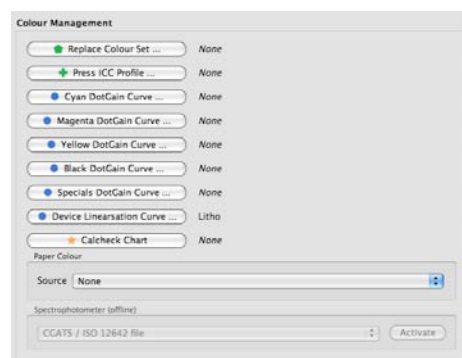 Colour Management
Replace Colour Set ... None
Press ICC Profile ... None
Cyan DotGain Curve ... None
Magenta DotGain Curve ... None
Yellow DotGain Curve ... None
Black DotGain Curve ... None
Specials DotGain Curve ... None
Device Linearsation Curve ... Litho
Calcheck Chart None
Paper Colour
Source None
Spectrophotometer (offline)
CGATS / ISO 12642 file Activate